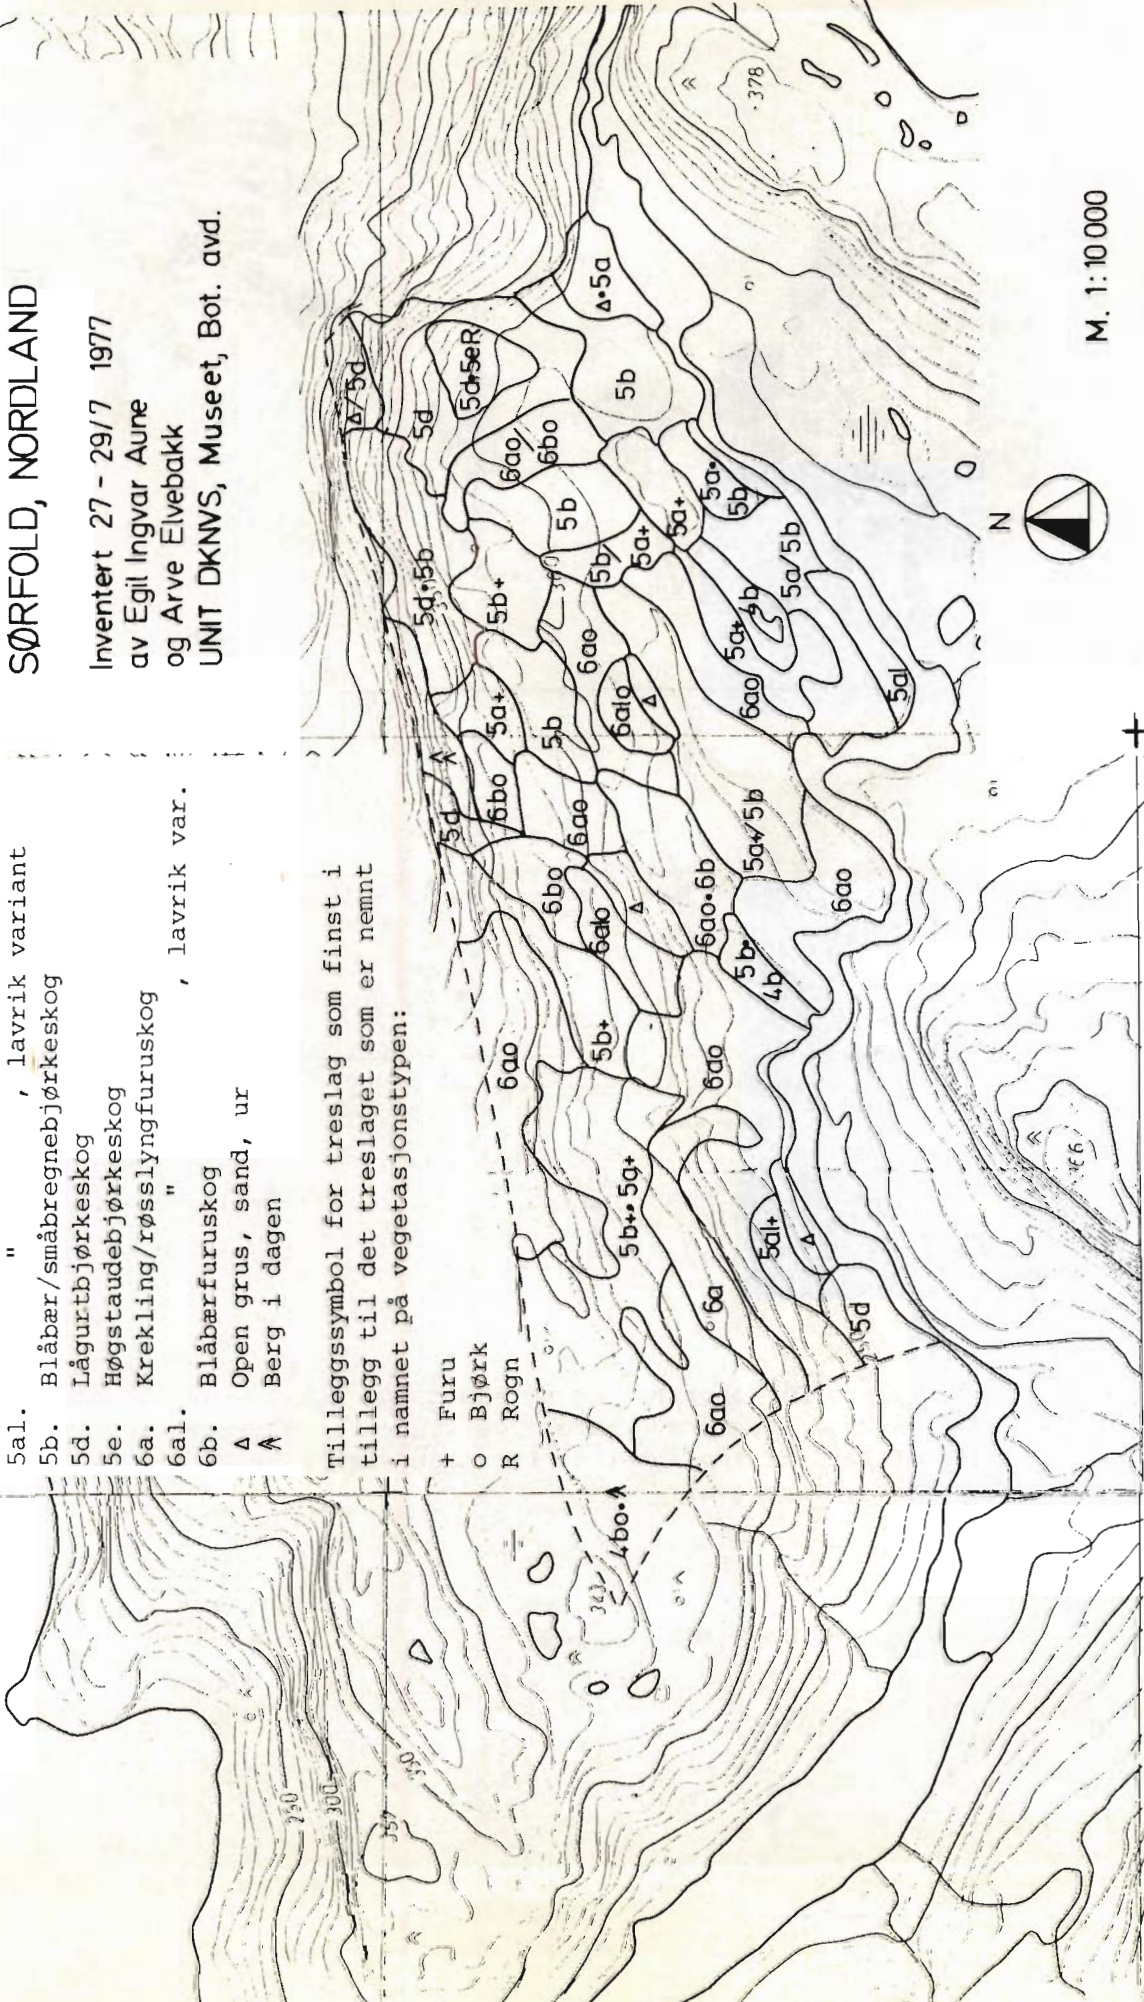 SØRFOLD, NORDLAND
Inventert 27 - 29/7 1977
av Egil Ingvar Aune
og Arve Elvebakk
UNIT DKNVS, Museet, Bot. avd.
5al. " , lavrik variant
5b. Blåbær/småbregnebjørkeskog
5d. Lågurtbjørkeskog
5e. Høgstaudebjørkeskog
6a. Krekling/røsslyngfuruskog
6al. " , lavrik var.
6b. Blåbærfuruskog
Δ Open grus, sand, ur
Berg i dagen
Tilleggssymbol for treslag som finst i
tillegg til det treslaget som er nemnt
i namnet på vegetasjonstypen:
+ Furu
o Bjørk
R Rogn
Δ/5d
5d
5d•5eR
Δ•5a
5d•5b
6ao/
6bo
5b
5b
5b+
5b/
5a+
5a+
5a•
5b
5a/5b
5a+
4b
6ao
5al
6ao
6alo
Δ
5a+
5b
5d
6bo
6ao
5a+/5b
6bo
6alo
Δ
6ao•6b
5b•
4b
6ao
6ao
5b+
6ao
5b+•5a+
5al+
Δ
6a
5d
6ao
4bo•
343
350
357
300
250
378
N
M. 1:10 000